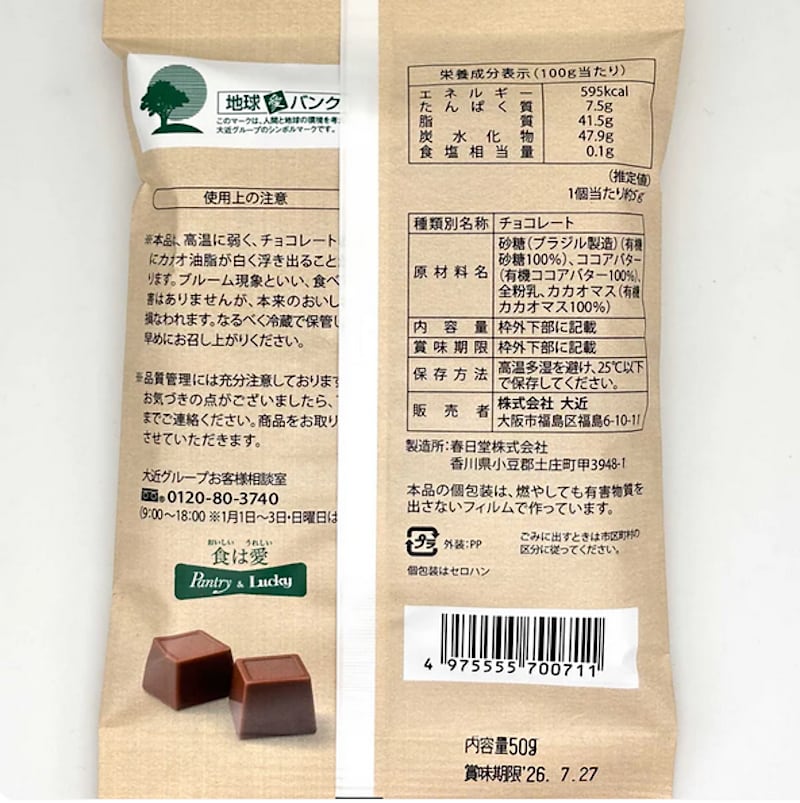 地球 愛 バンク
このマークは、人間と地球の環境を考
大近グループのシンボルマークです。
使用上の注意
※本品は、高温に弱く、チョコレート
にカカオ油脂が白く浮き出ること
ります。ブルーム現象といい、食べ
害はありませんが、本来のおいし
損なわれます。なるべく冷蔵で保管し
早めにお召し上がりください。
※品質管理には充分注意しております
お気づきの点がございましたら、
までご連絡ください。商品をお取り
させていただきます。
大近グループお客様相談室
0120-80-3740
(9:00〜18:00 ※1月1日〜3日・日曜日は
おいしい うれしい
食は愛
Pantry & Lucky
栄養成分表示(100g当たり)
エネルギー 595kcal
たんぱく質 7.5g
脂質 41.5g
炭水化物 47.9g
食塩相当量 0.1g
(推定値)
1個当たり約5g
種類別名称 チョコレート
原材料名 砂糖(ブラジル製造)(有機
砂糖100%)、ココアバター
(有機ココアバター100%)、
全粉乳、カカオマス(有機
カカオマス100%)
内容量 枠外下部に記載
賞味期限 枠外下部に記載
保存方法 高温多湿を避け、25℃以下
で保存してください。
販売者 株式会社 大近
大阪市福島区福島6-10-11
製造所:春日堂株式会社
香川県小豆郡土庄町甲3948-1
本品の個包装は、燃やしても有害物質を
出さないフィルムで作っています。
プラ 外装:PP
ごみに出すときは市区町村の
区分に従ってください。
個包装はセロハン
4 975555 700711
内容量50g
賞味期限'26. 7.27